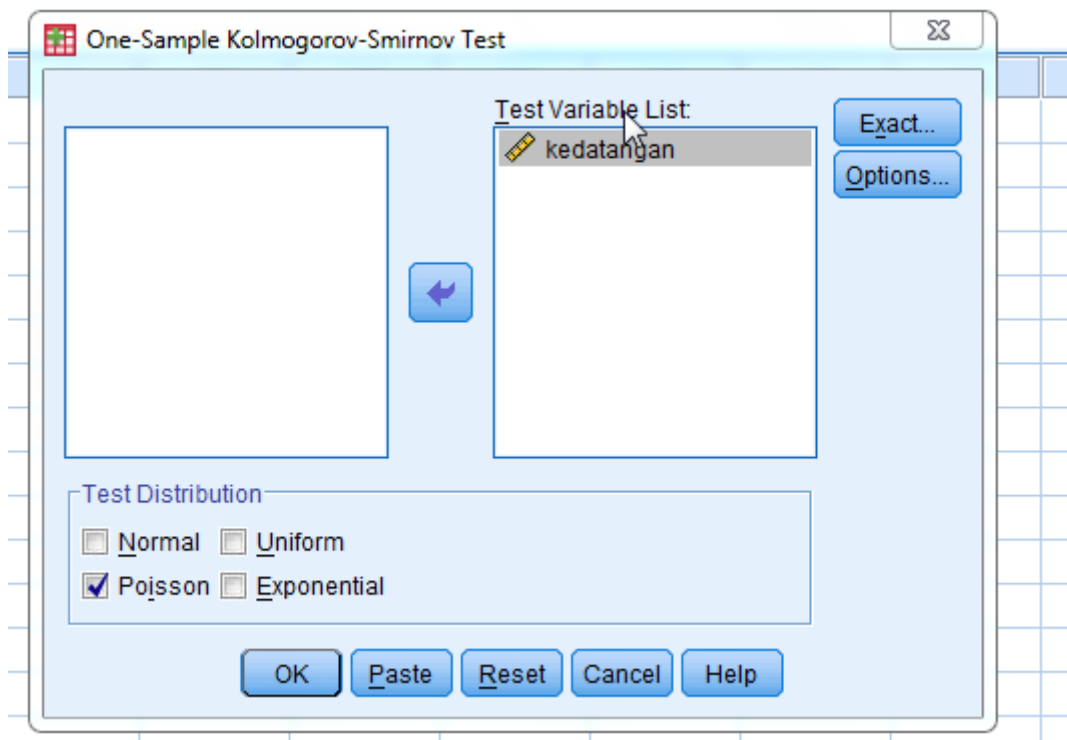 One-Sample Kolmogorov-Smirnov Test
Test Variable List:
kedatangan
Exact...
Options...
Test Distribution
Normal Uniform
Poisson Exponential
OK Paste Reset Cancel Help